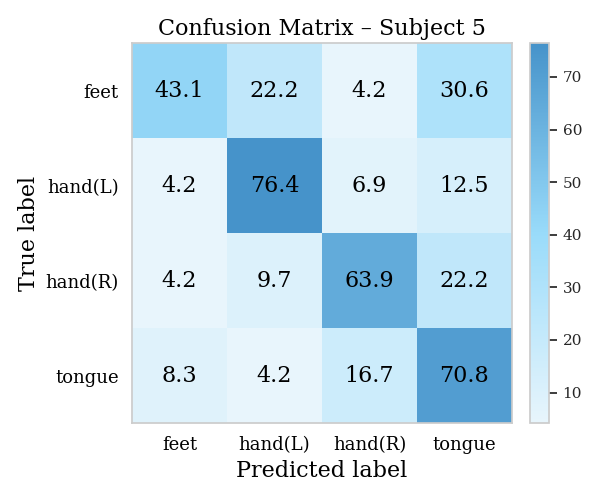 Confusion Matrix – Subject 5
feet 43.1 22.2 4.2 30.6
hand(L) 4.2 76.4 6.9 12.5
hand(R) 4.2 9.7 63.9 22.2
tongue 8.3 4.2 16.7 70.8
feet hand(L) hand(R) tongue
Predicted label
True label
70
60
50
40
30
20
10